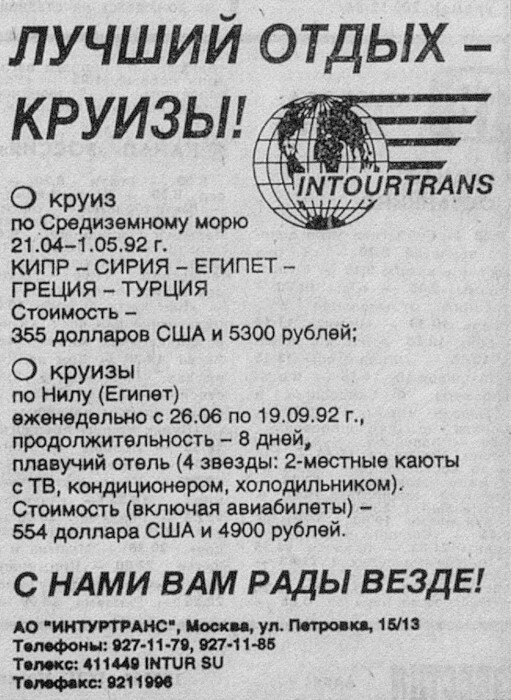 ЛУЧШИЙ ОТДЫХ –
КРУИЗЫ!
INTOURTRANS
круиз
по Средиземному морю
21.04–1.05.92 г.
КИПР – СИРИЯ – ЕГИПЕТ –
ГРЕЦИЯ – ТУРЦИЯ
Стоимость –
355 долларов США и 5300 рублей;
круизы
по Нилу (Египет)
еженедельно с 26.06 по 19.09.92 г.,
продолжительность – 8 дней,
плавучий отель (4 звезды: 2-местные каюты
с ТВ, кондиционером, холодильником).
Стоимость (включая авиабилеты) –
554 доллара США и 4900 рублей.
С НАМИ ВАМ РАДЫ ВЕЗДЕ!
АО "ИНТУРТРАНС", Москва, ул. Петровка, 15/13
Телефоны: 927-11-79, 927-11-85
Телекс: 411449 INTUR SU
Телефакс: 9211996